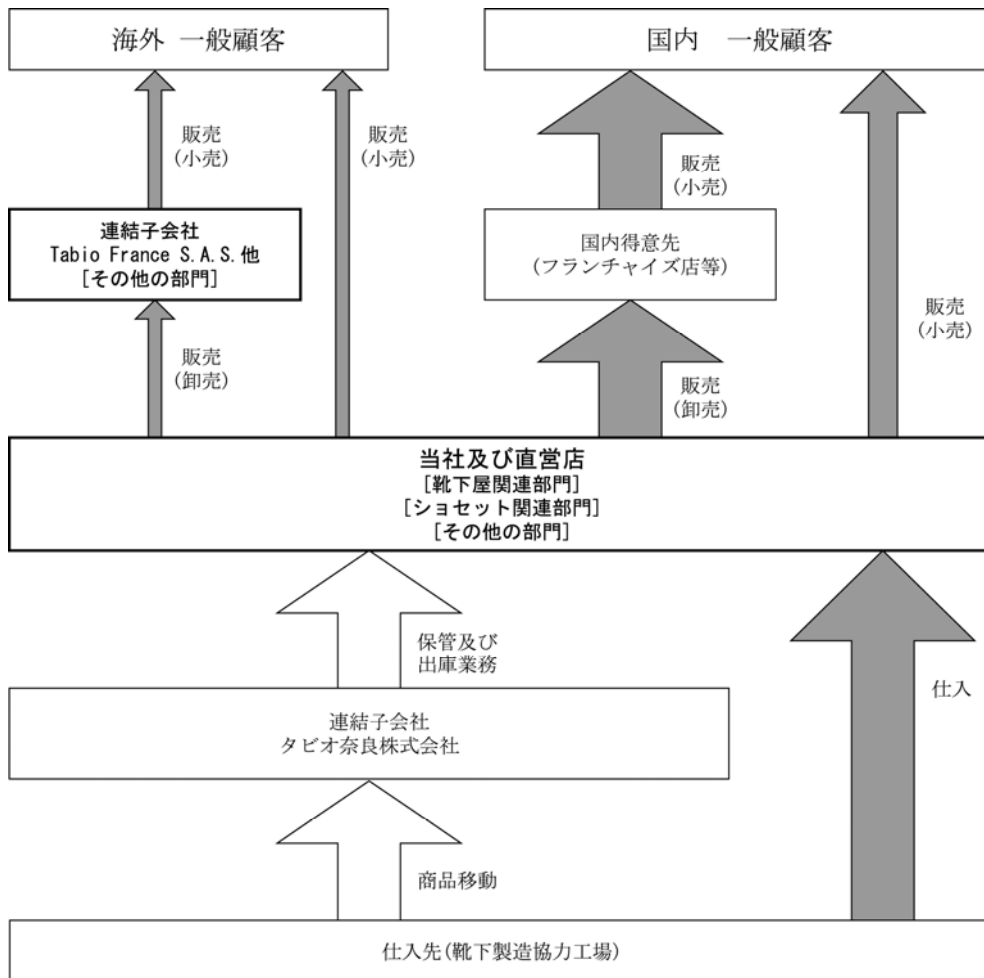 海外 一般顧客
国内 一般顧客
販売
(小売)
販売
(小売)
販売
(小売)
連結子会社
Tabio France S.A.S.他
[その他の部門]
国内得意先
(フランチャイズ店等)
販売
(小売)
販売
(卸売)
販売
(卸売)
当社及び直営店
[靴下屋関連部門]
[ショセット関連部門]
[その他の部門]
保管及び
出庫業務
仕入
連結子会社
タビオ奈良株式会社
商品移動
仕入先(靴下製造協力工場)